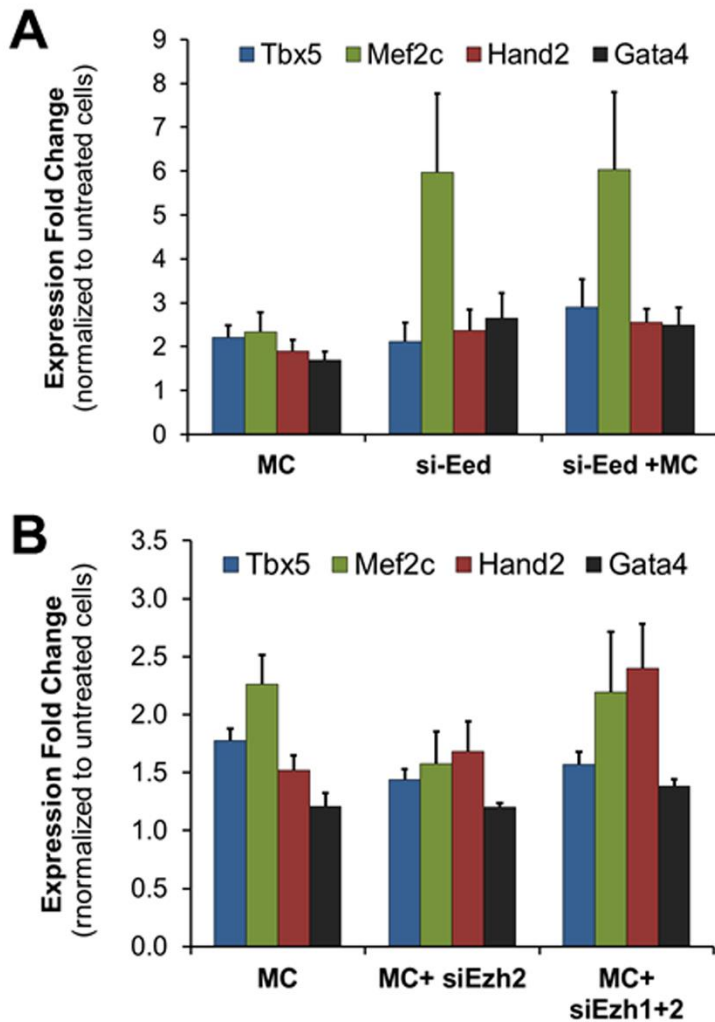 A
Expression Fold Change
(normalized to untreated cells)
9
8
7
6
5
4
3
2
1
0
Tbx5 Mef2c Hand2 Gata4
MC si-Eed si-Eed +MC
B
Expression Fold Change
(rnormalized to untreated cells)
3.5
3.0
2.5
2.0
1.5
1.0
0.5
0.0
Tbx5 Mef2c Hand2 Gata4
MC MC+ siEzh2 MC+
siEzh1+2